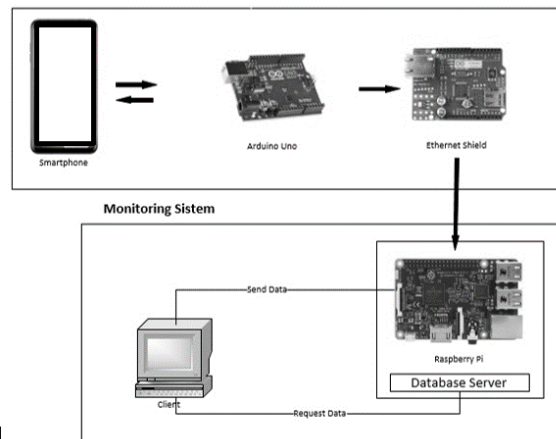 Smartphone
Arduino Uno
Ethernet Shield
Monitoring Sistem
Send Data
Raspberry Pi
Database Server
Client
Request Data